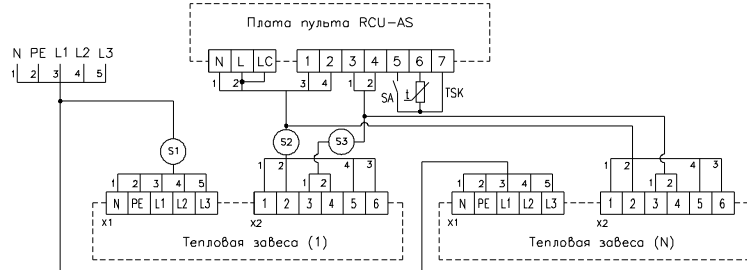 Плата пульта RCU-AS
N PE L1 L2 L3
1 2 3 4 5
N L LC 1 2 3 4 5 6 7
1 2 3 4 1 2
SA t TSK
S1 S2 S3
1 2 3 4 5
N PE L1 L2 L3
X1
1 2 1 2 4 3
1 2 3 4 5 6
X2
Тепловая завеса (1)
1 2 3 4 5
N PE L1 L2 L3
X1
1 2 1 2 4 3
1 2 3 4 5 6
X2
Тепловая завеса (N)